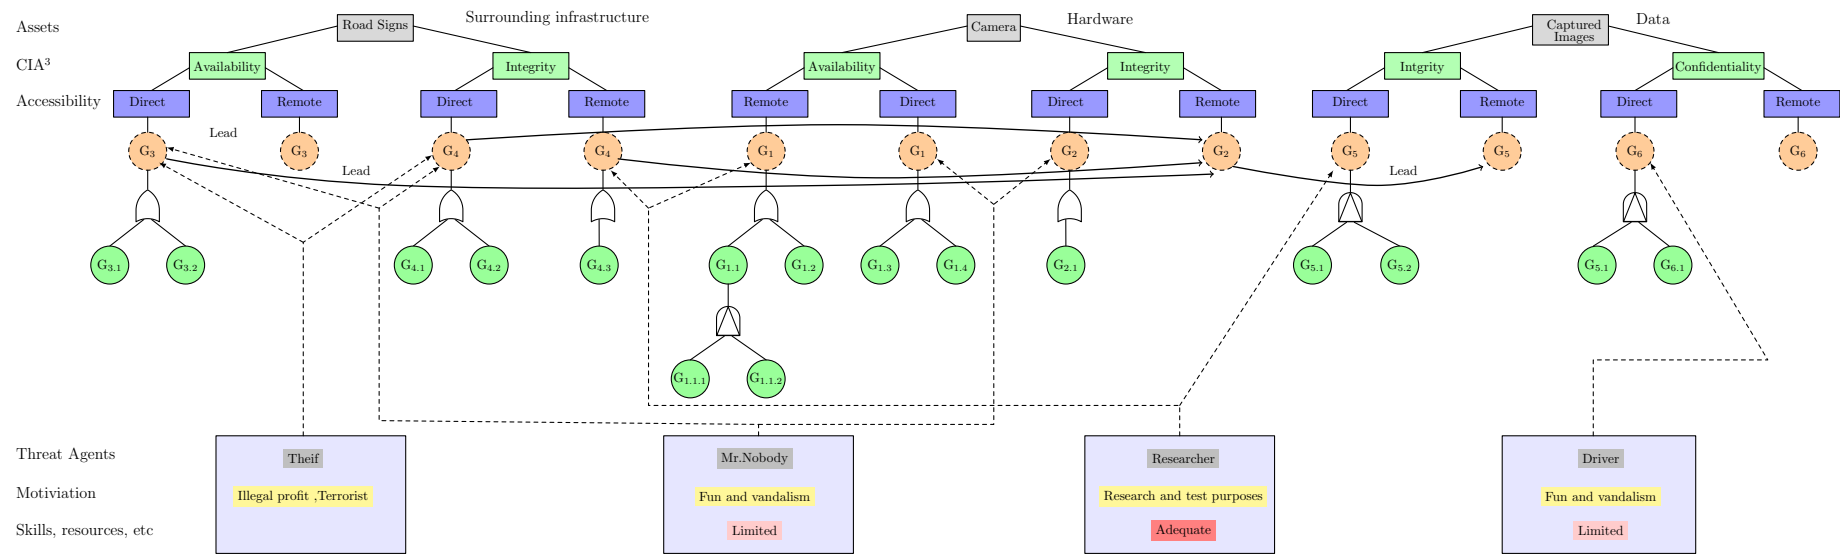 Assets
Road Signs
Surrounding infrastructure
Camera
Hardware
Captured
Images
Data
CIA³
Availability
Integrity
Availability
Integrity
Intgrity
Confidentiality
Accessibility
Direct
Remote
Direct
Remote
Remote
Direct
Direct
Remote
Direct
Remote
Direct
Remote
Lead
G₃
G₃
G₄
G₄
G₁
G₁
G₂
G₂
G₅
G₅
G₆
G₆
Lead
Lead
G₃.₁
G₃.₂
G₄.₁
G₄.₂
G₄.₃
G₁.₁
G₁.₂
G₁.₃
G₁.₄
G₂.₁
G₅.₁
G₅.₂
G₅.₁
G₆.₁
G₁.₁.₁
G₁.₁.₂
Threat Agents
Theif
Mr.Nobody
Researcher
Driver
Motiviation
Illegal profit ,Terrorist
Fun and vandalism
Research and test purposes
Fun and vandalism
Skills, resources, etc
Limited
Adequate
Limited